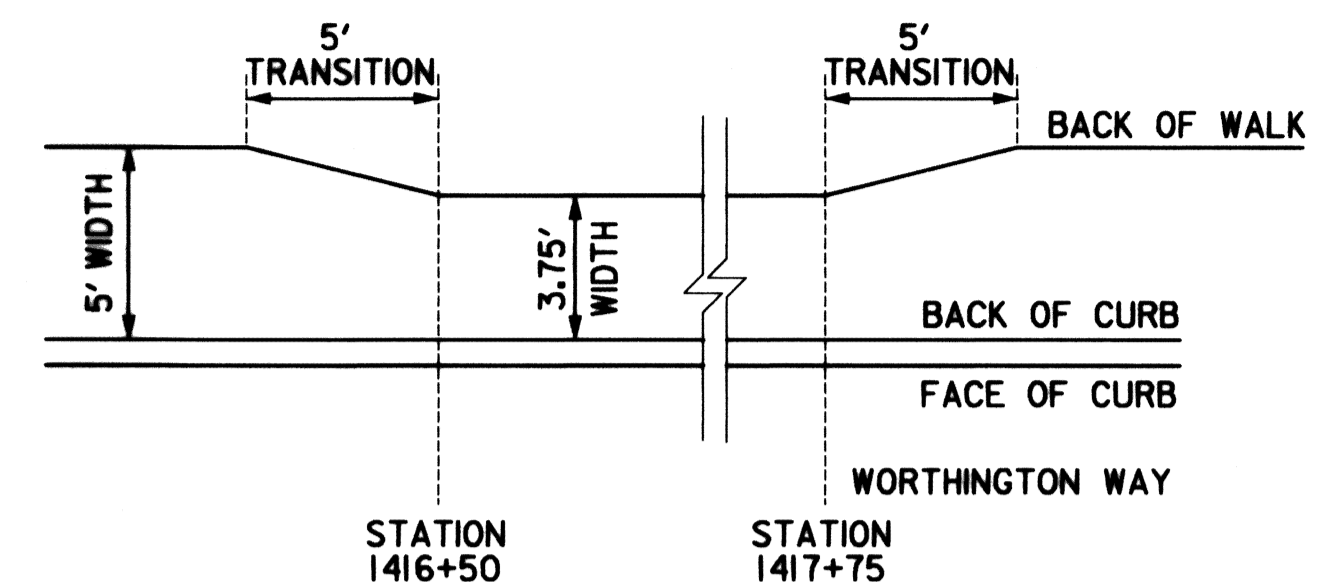 5'
TRANSITION
5'
TRANSITION
BACK OF WALK
5' WIDTH
3.75'
WIDTH
BACK OF CURB
FACE OF CURB
WORTHINGTON WAY
STATION
1416+50
STATION
1417+75